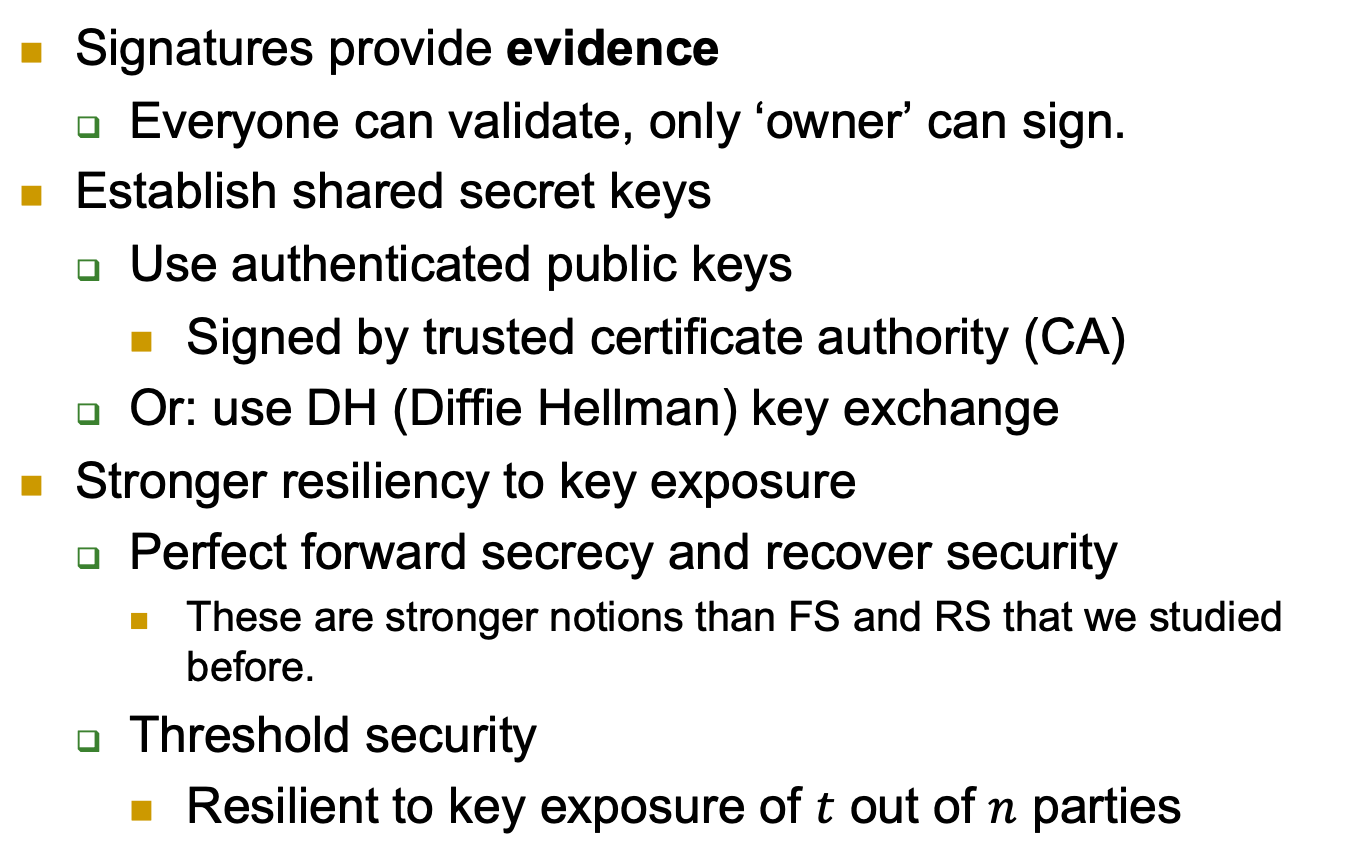 Signatures provide evidence
Everyone can validate, only ‘owner’ can sign.
Establish shared secret keys
Use authenticated public keys
Signed by trusted certificate authority (CA)
Or: use DH (Diffie Hellman) key exchange
Stronger resiliency to key exposure
Perfect forward secrecy and recover security
These are stronger notions than FS and RS that we studied
before.
Threshold security
Resilient to key exposure of t out of n parties